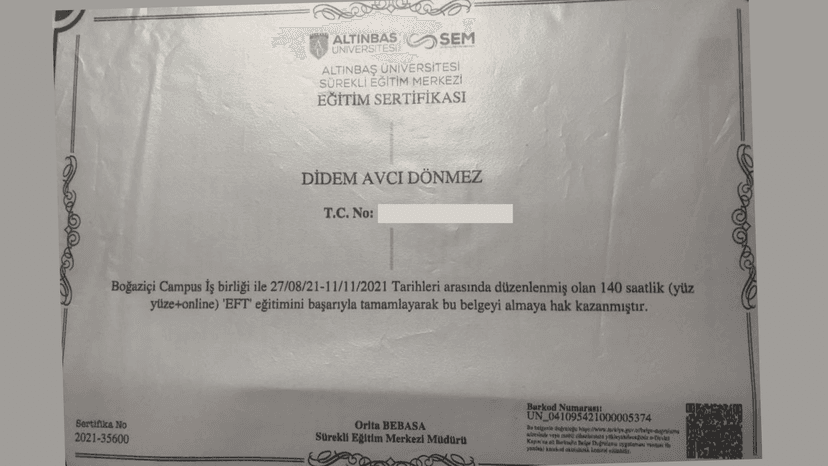 ALTINBAŞ
ÜNİVERSİTESİ
SEM
ALTINBAŞ ÜNİVERSİTESİ
SÜREKLİ EĞİTİM MERKEZİ
EĞİTİM SERTİFİKASI
DİDEM AVCI DÖNMEZ
T.C. No:
Boğaziçi Campus İş birliği ile 27/08/21-11/11/2021 Tarihleri arasında düzenlenmiş olan 140 saatlik (yüz
yüze+online) 'EFT' eğitimini başarıyla tamamlayarak bu belgeyi almaya hak kazanmıştır.
Sertifika No
2021-35600
Orita BEBASA
Sürekli Eğitim Merkezi Müdürü
Barkod Numarası:
UN_041095421000005374